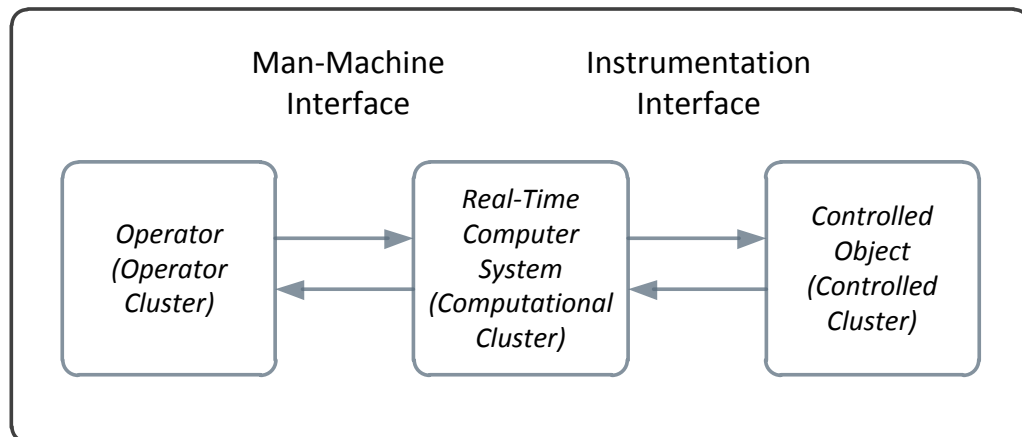 Man-Machine
Interface
Instrumentation
Interface
Operator
(Operator
Cluster)
Real-Time
Computer
System
(Computational
Cluster)
Controlled
Object
(Controlled
Cluster)